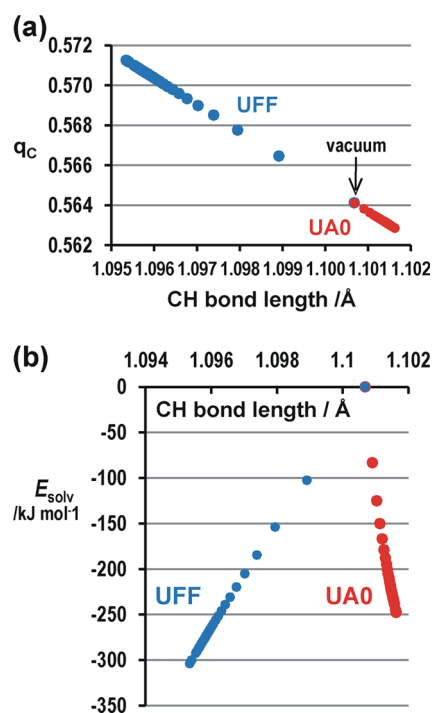 (a)
0.572
0.570
UFF
0.568
vacuum
qC
0.566
0.564
UA0
0.562
1.095 1.096 1.097 1.098 1.099 1.100 1.101 1.102
CH bond length /Å
(b)
1.094 1.096 1.098 1.1 1.102
0
CH bond length / Å
-50
-100
Esolv
-150
/kJ mol-1
-200
UFF UA0
-250
-300
-350